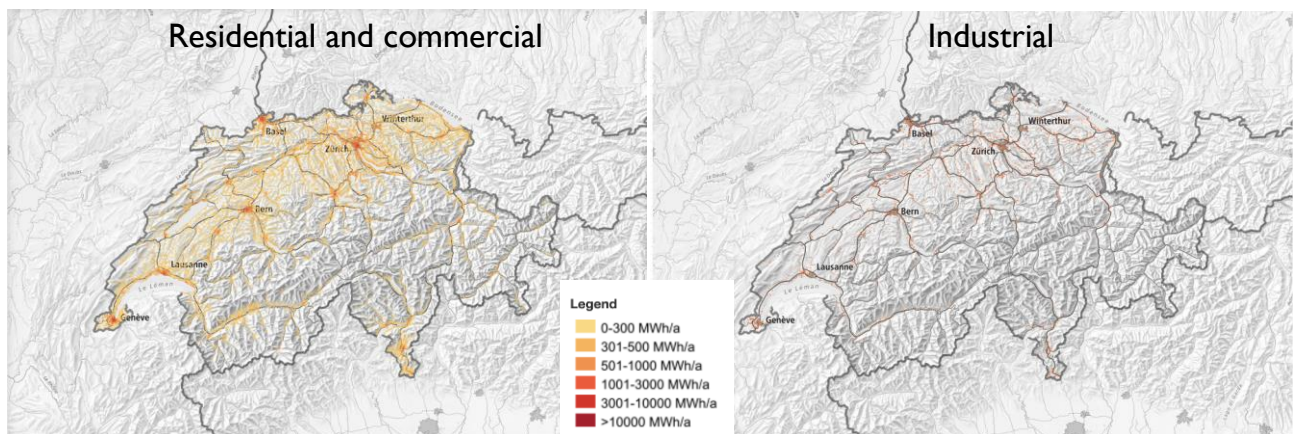 Residential and commercial
Industrial
Basel
Winterthur
Bodensee
Zürich
Bern
Lausanne
Le Léman
Genève
Basel
Winterthur
Bodensee
Zürich
Bern
Lausanne
Le Léman
Genève
Legend
0-300 MWh/a
301-500 MWh/a
501-1000 MWh/a
1001-3000 MWh/a
3001-10000 MWh/a
>10000 MWh/a